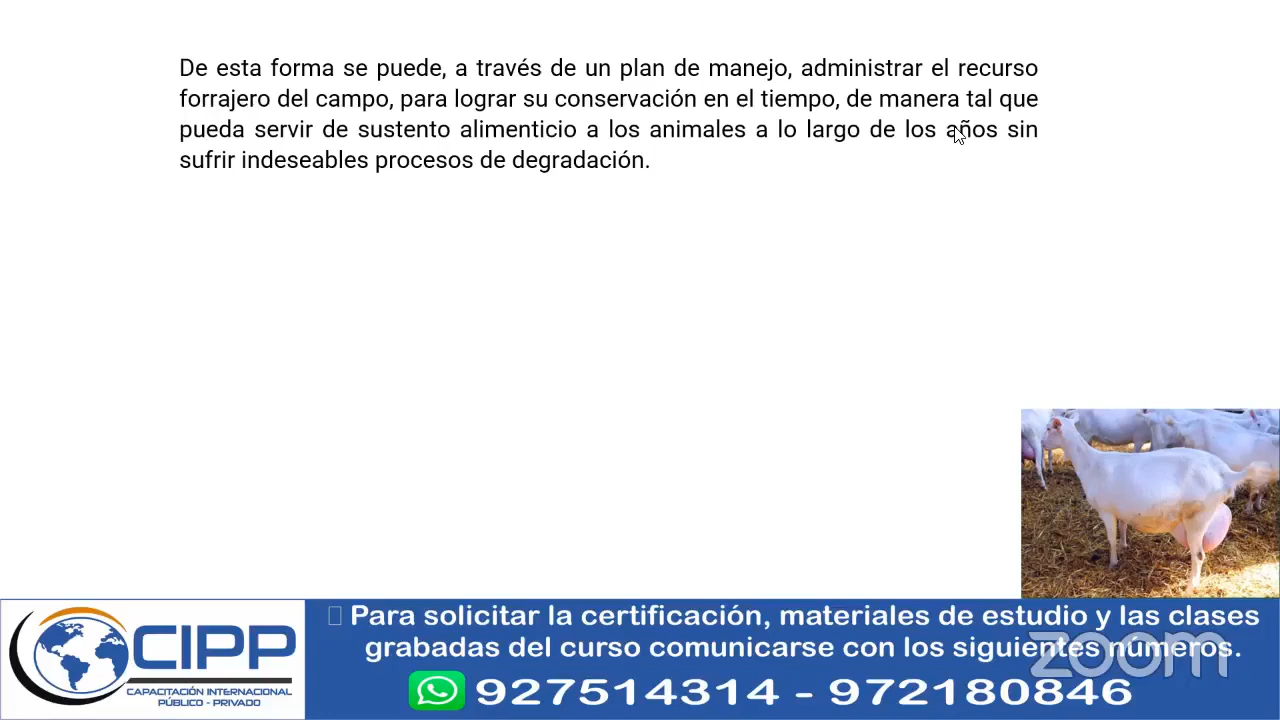 De esta forma se puede, a través de un plan de manejo, administrar el recurso
forrajero del campo, para lograr su conservación en el tiempo, de manera tal que
pueda servir de sustento alimenticio a los animales a lo largo de los años sin
sufrir indeseables procesos de degradación.
CIPP
CAPACITACIÓN INTERNACIONAL
PÚBLICO - PRIVADO
Para solicitar la certificación, materiales de estudio y las clases
grabadas del curso comunicarse con los siguientes números.
zoom
927514314 - 972180846